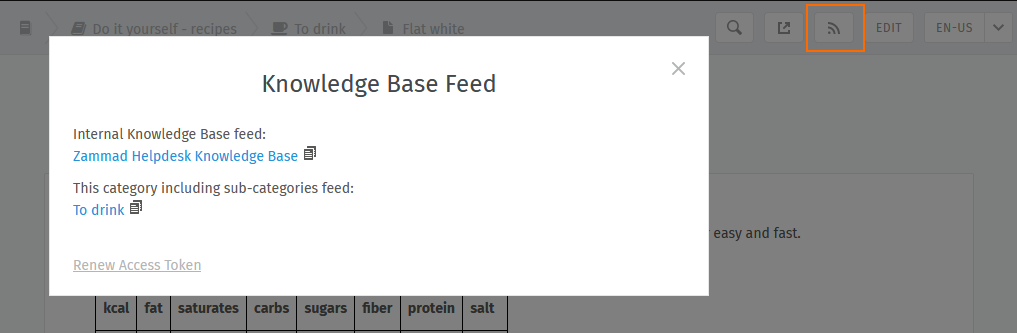 Do it yourself - recipes To drink Flat white EDIT EN-US
Knowledge Base Feed
Internal Knowledge Base feed:
Zammad Helpdesk Knowledge Base
This category including sub-categories feed:
To drink
easy and fast.
Renew Access Token
kcal fat saturates carbs sugars fiber protein salt